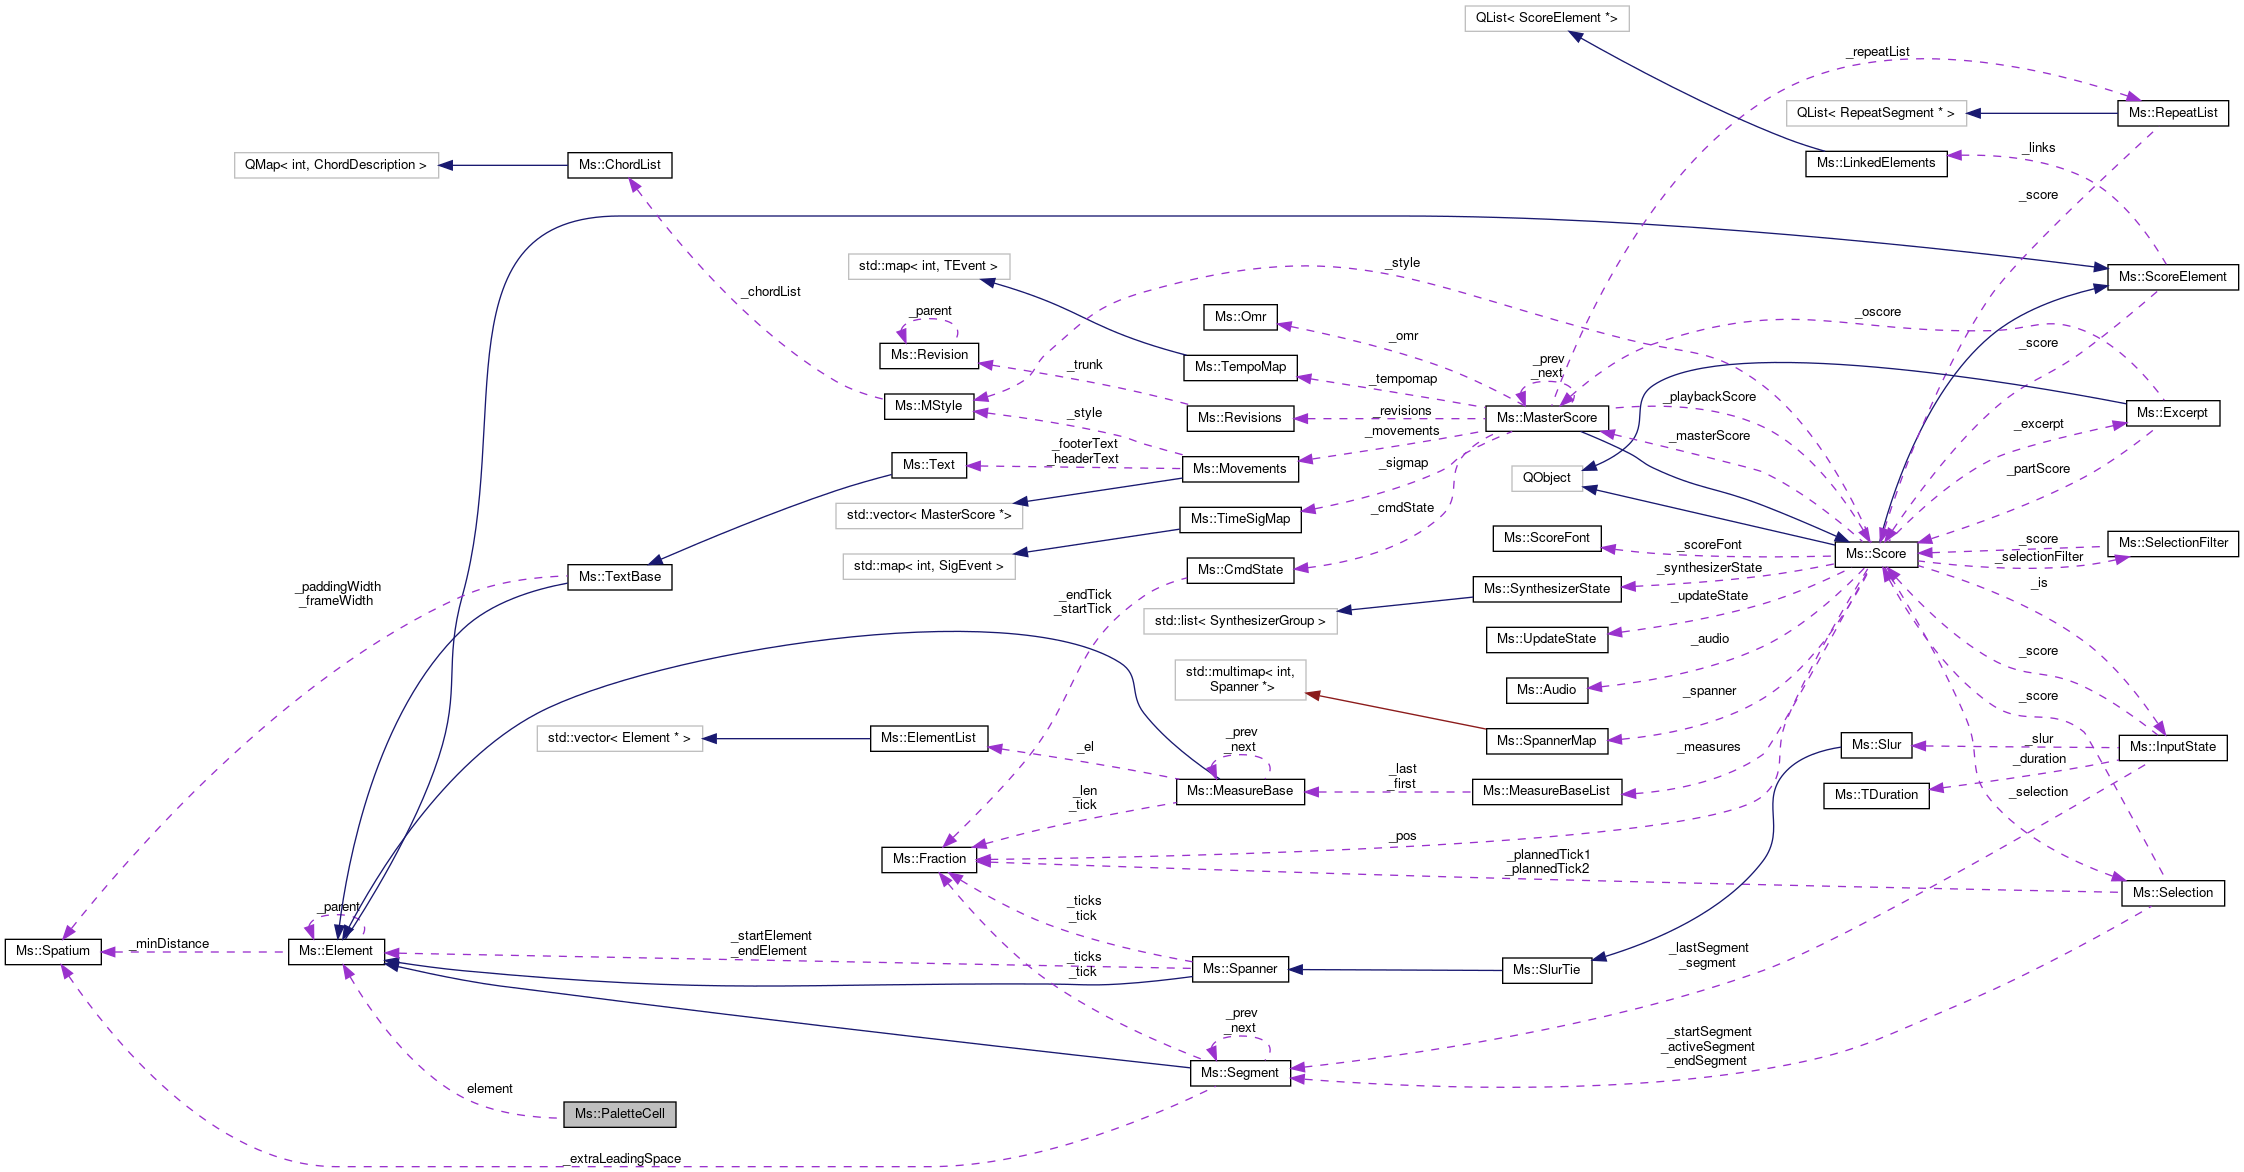 QList< ScoreElement *>
_repeatList
QList< RepeatSegment * >
Ms::RepeatList
_links
QMap< int, ChordDescription >
Ms::ChordList
Ms::LinkedElements
_score
std::map< int, TEvent >
_style
Ms::ScoreElement
_chordList
_parent
Ms::Omr
_oscore
Ms::Revision
_trunk
Ms::TempoMap
_omr
_tempomap
_prev
_next
_score
Ms::MStyle
_style
Ms::Revisions
_revisions
Ms::MasterScore
_playbackScore
Ms::Excerpt
_movements
_masterScore
_excerpt
Ms::Text
_footerText
_headerText
Ms::Movements
_sigmap
QObject
_partScore
std::vector< MasterScore *>
Ms::TimeSigMap
_cmdState
Ms::ScoreFont
_scoreFont
Ms::Score
_score
Ms::SelectionFilter
_selectionFilter
std::map< int, SigEvent >
Ms::CmdState
_synthesizerState
Ms::TextBase
_paddingWidth
_frameWidth
_endTick
_startTick
Ms::SynthesizerState
_updateState
_is
std::list< SynthesizerGroup >
Ms::UpdateState
_audio
_score
std::multimap< int,
Spanner *>
Ms::Audio
_spanner
_score
std::vector< Element * >
Ms::ElementList
_el
_prev
_next
Ms::SpannerMap
_measures
Ms::Slur
_slur
Ms::InputState
_duration
_len
_tick
Ms::MeasureBase
_last
_first
Ms::MeasureBaseList
Ms::TDuration
_selection
Ms::Fraction
_pos
_plannedTick1
_plannedTick2
Ms::Selection
_parent
_ticks
_tick
Ms::Spatium
_minDistance
Ms::Element
_startElement
_endElement
_ticks
_tick
Ms::Spanner
Ms::SlurTie
_lastSegment
_segment
_prev
_next
Ms::Segment
_startSegment
_activeSegment
_endSegment
element
Ms::PaletteCell
_extraLeadingSpace